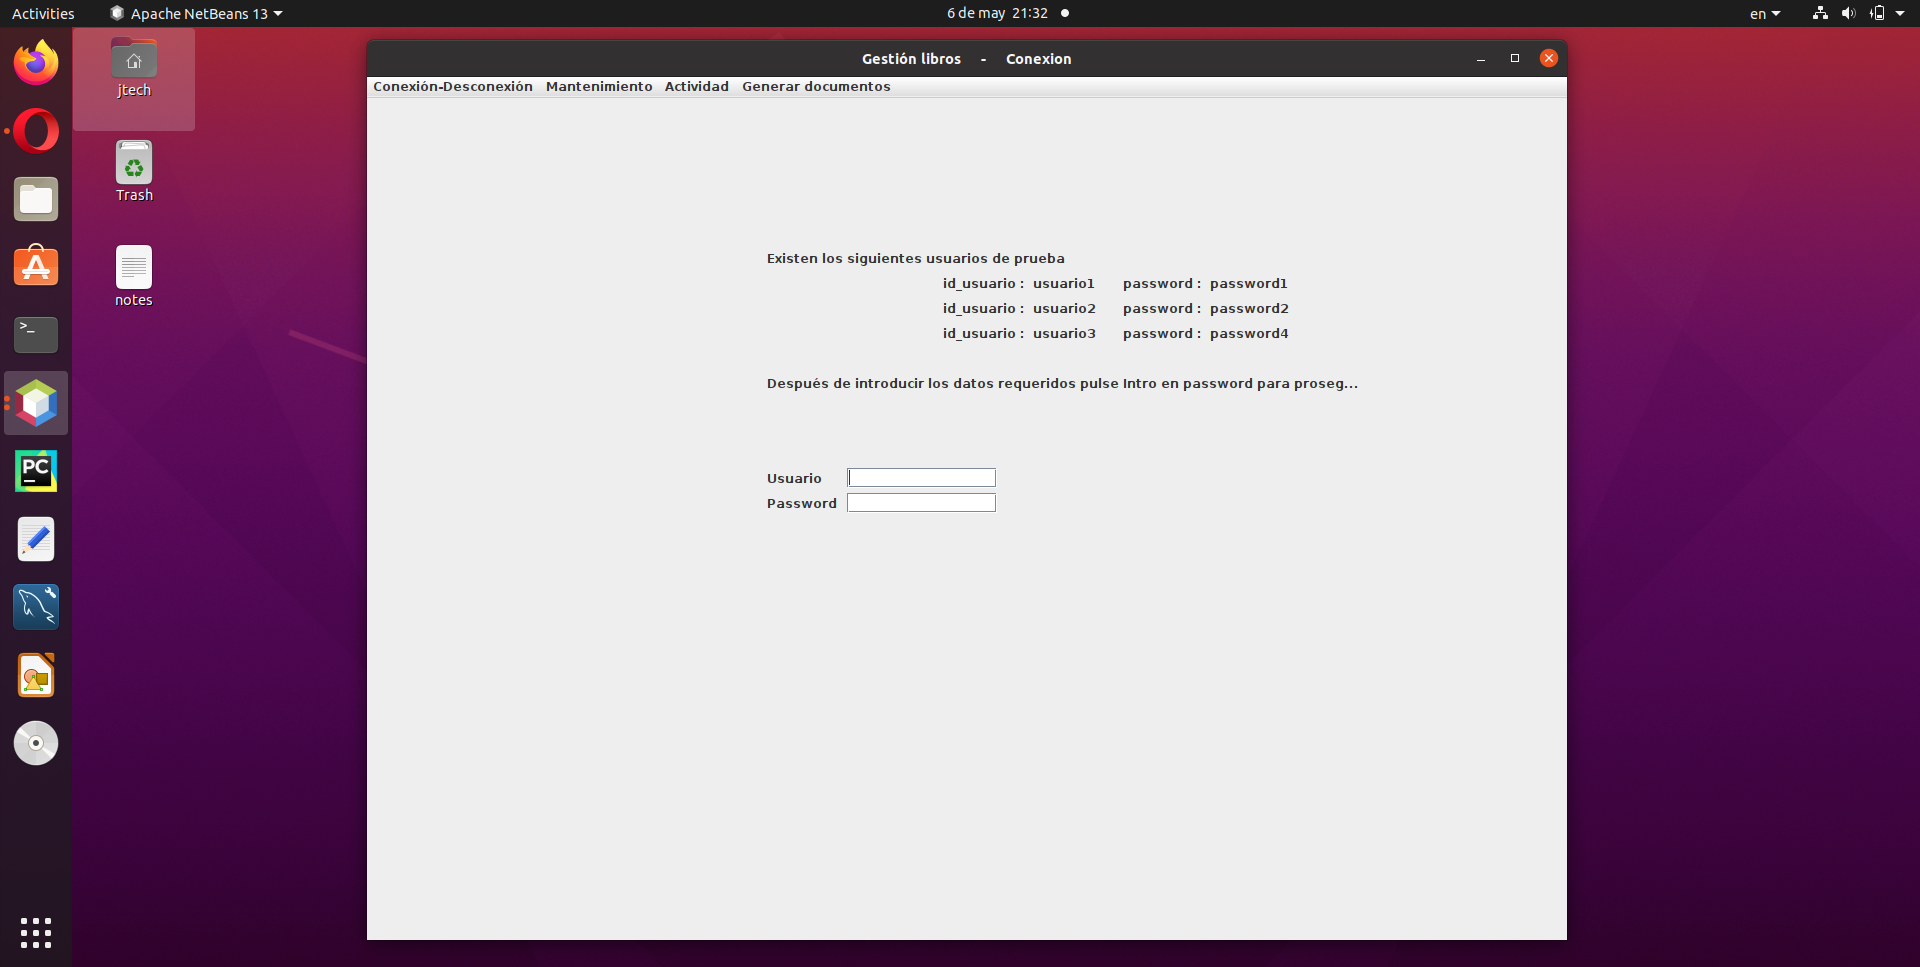 Activities Apache NetBeans 13 6 de may 21:32 en
jtech
Trash
notes
>_
PC
Gestión libros - Conexion
Conexión-Desconexión Mantenimiento Actividad Generar documentos
Existen los siguientes usuarios de prueba
id_usuario : usuario1 password : password1
id_usuario : usuario2 password : password2
id_usuario : usuario3 password : password4
Después de introducir los datos requeridos pulse Intro en password para proseg...
Usuario
Password